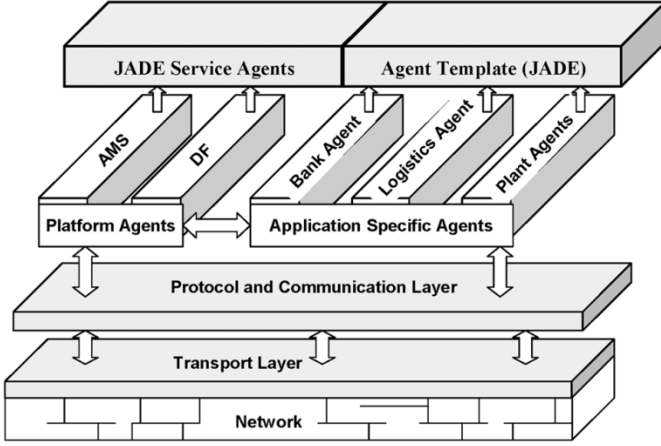 JADE Service Agents
Agent Template (JADE)
AMS
DF
Bank Agent
Logistics Agent
Plant Agents
Platform Agents
Application Specific Agents
Protocol and Communication Layer
Transport Layer
Network